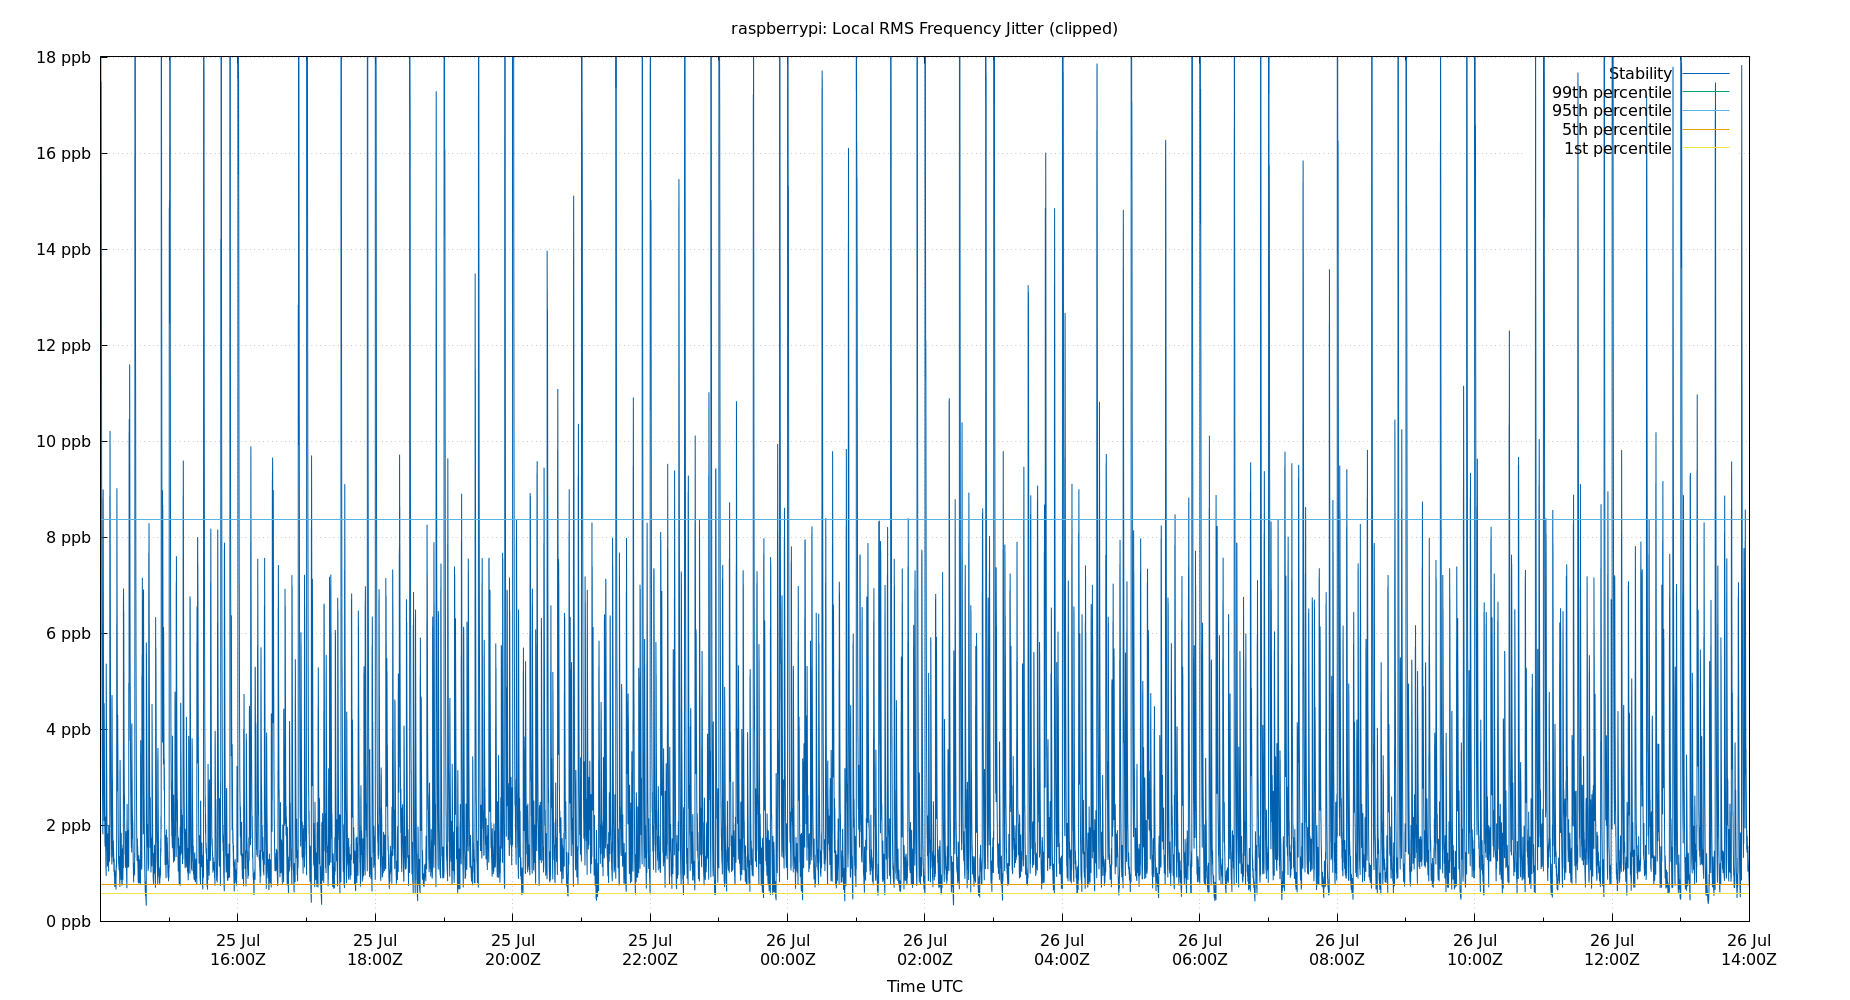 raspberrypi: Local RMS Frequency Jitter (clipped)
18 ppb
16 ppb
14 ppb
12 ppb
10 ppb
8 ppb
6 ppb
4 ppb
2 ppb
0 ppb
Stability
99th percentile
95th percentile
5th percentile
1st percentile
25 Jul 25 Jul 25 Jul 25 Jul 26 Jul 26 Jul 26 Jul 26 Jul 26 Jul 26 Jul 26 Jul 26 Jul
16:00Z 18:00Z 20:00Z 22:00Z 00:00Z 02:00Z 04:00Z 06:00Z 08:00Z 10:00Z 12:00Z 14:00Z
Time UTC